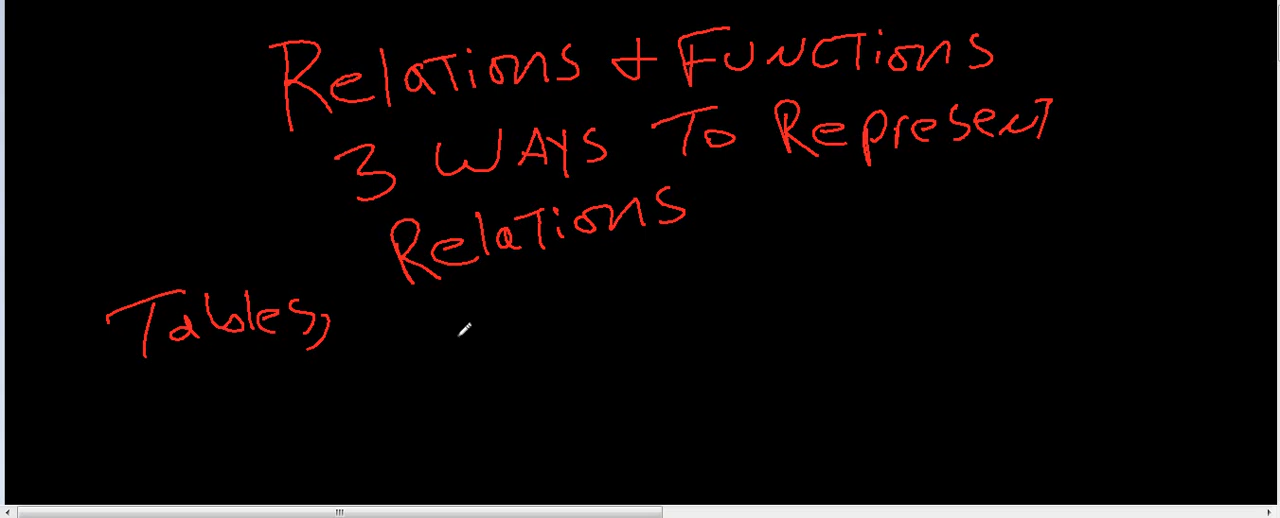 Relations + Functions
3 WAYS To Represent
Relations
Tables,